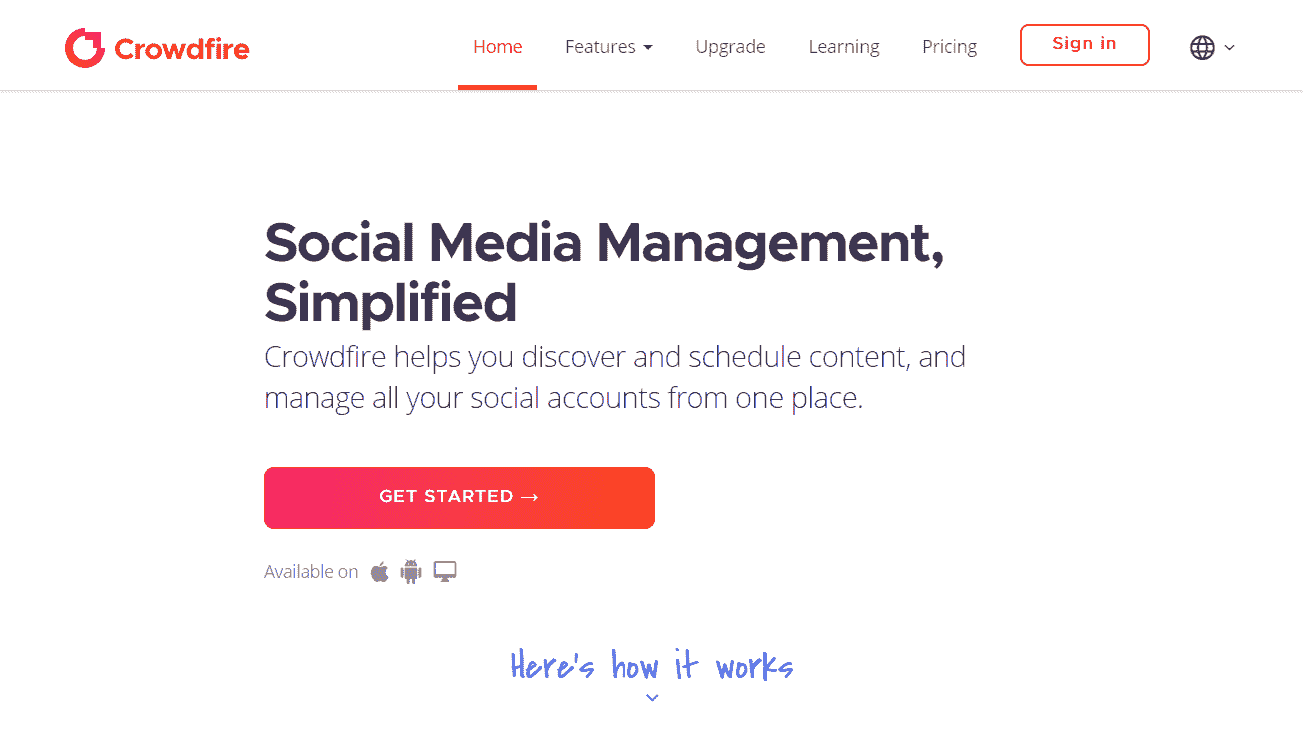 Crowdfire
Home Features Upgrade Learning Pricing Sign in
Social Media Management,
Simplified
Crowdfire helps you discover and schedule content, and
manage all your social accounts from one place.
GET STARTED →
Available on
Here's how it works